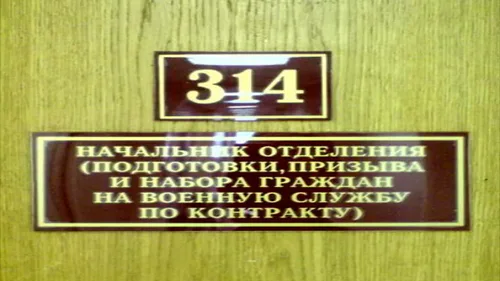 314
НАЧАЛЬНИК ОТДЕЛЕНИЯ
(ПОДГОТОВКИ, ПРИЗЫВА
И НАБОРА ГРАЖДАН
НА ВОЕННУЮ СЛУЖБУ
ПО КОНТРАКТУ)